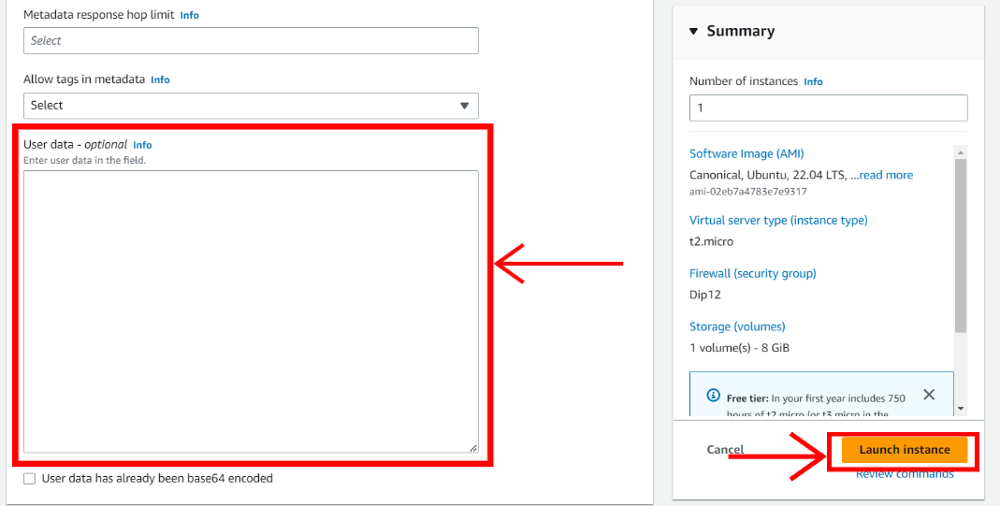 Metadata response hop limit Info
Select
Allow tags in metadata Info
Select
User data - optional Info
Enter user data in the field.
User data has already been base64 encoded
Summary
Number of instances Info
1
Software Image (AMI)
Canonical, Ubuntu, 22.04 LTS, ...read more
ami-02eb7a4783e7e9317
Virtual server type (instance type)
t2.micro
Firewall (security group)
Dip12
Storage (volumes)
1 volume(s) - 8 GiB
Free tier: In your first year includes 750
hours of t2.micro (or t3.micro in the
Cancel
Launch instance
Review commands